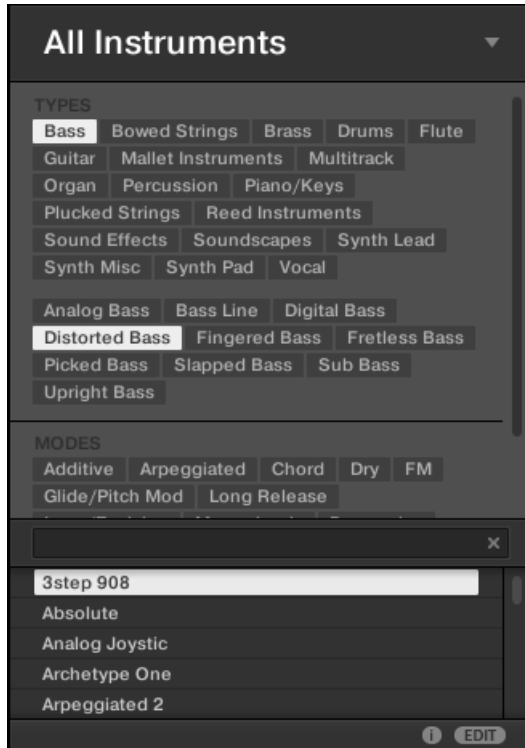 All Instruments
TYPES
Bass Bowed Strings Brass Drums Flute
Guitar Mallet Instruments Multitrack
Organ Percussion Piano/Keys
Plucked Strings Reed Instruments
Sound Effects Soundscapes Synth Lead
Synth Misc Synth Pad Vocal
Analog Bass Bass Line Digital Bass
Distorted Bass Fingered Bass Fretless Bass
Picked Bass Slapped Bass Sub Bass
Upright Bass
MODES
Additive Arpeggiated Chord Dry FM
Glide/Pitch Mod Long Release
3step 908
Absolute
Analog Joystic
Archetype One
Arpeggiated 2
i EDIT